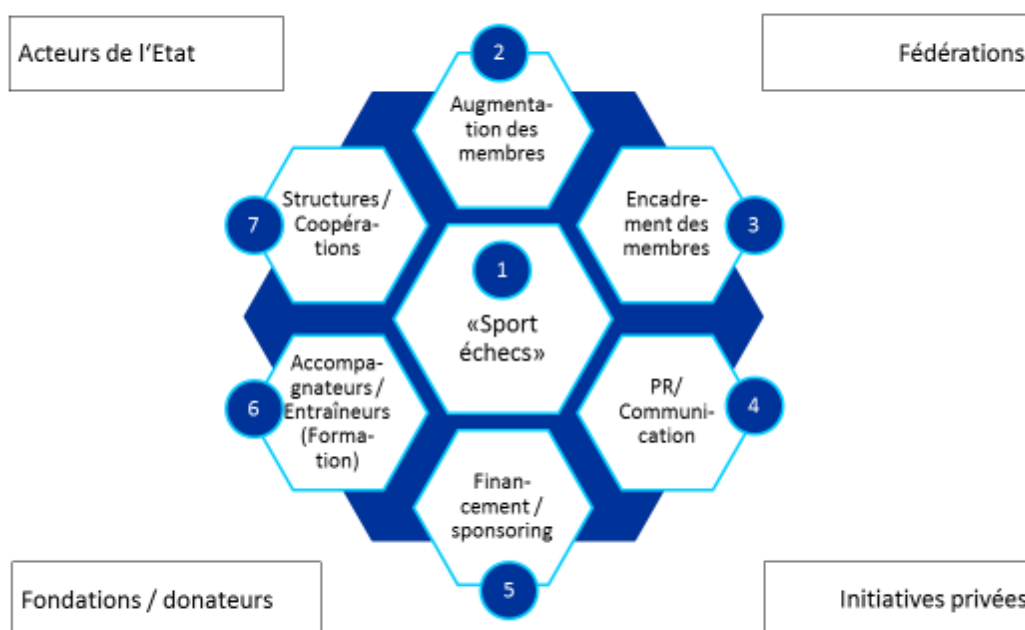 Acteurs de l‘Etat
Fédérations
2
Augmenta-
tion des
membres
Structures /
Coopéra-
tions
7
Encadre-
ment des
membres
3
1
«Sport
échecs»
Accompa-
gnateurs /
Entraîneurs
(Forma-
tion)
6
PR/
Communi-
cation
4
Finan-
cement /
sponsoring
5
Fondations / donateurs
Initiatives privées